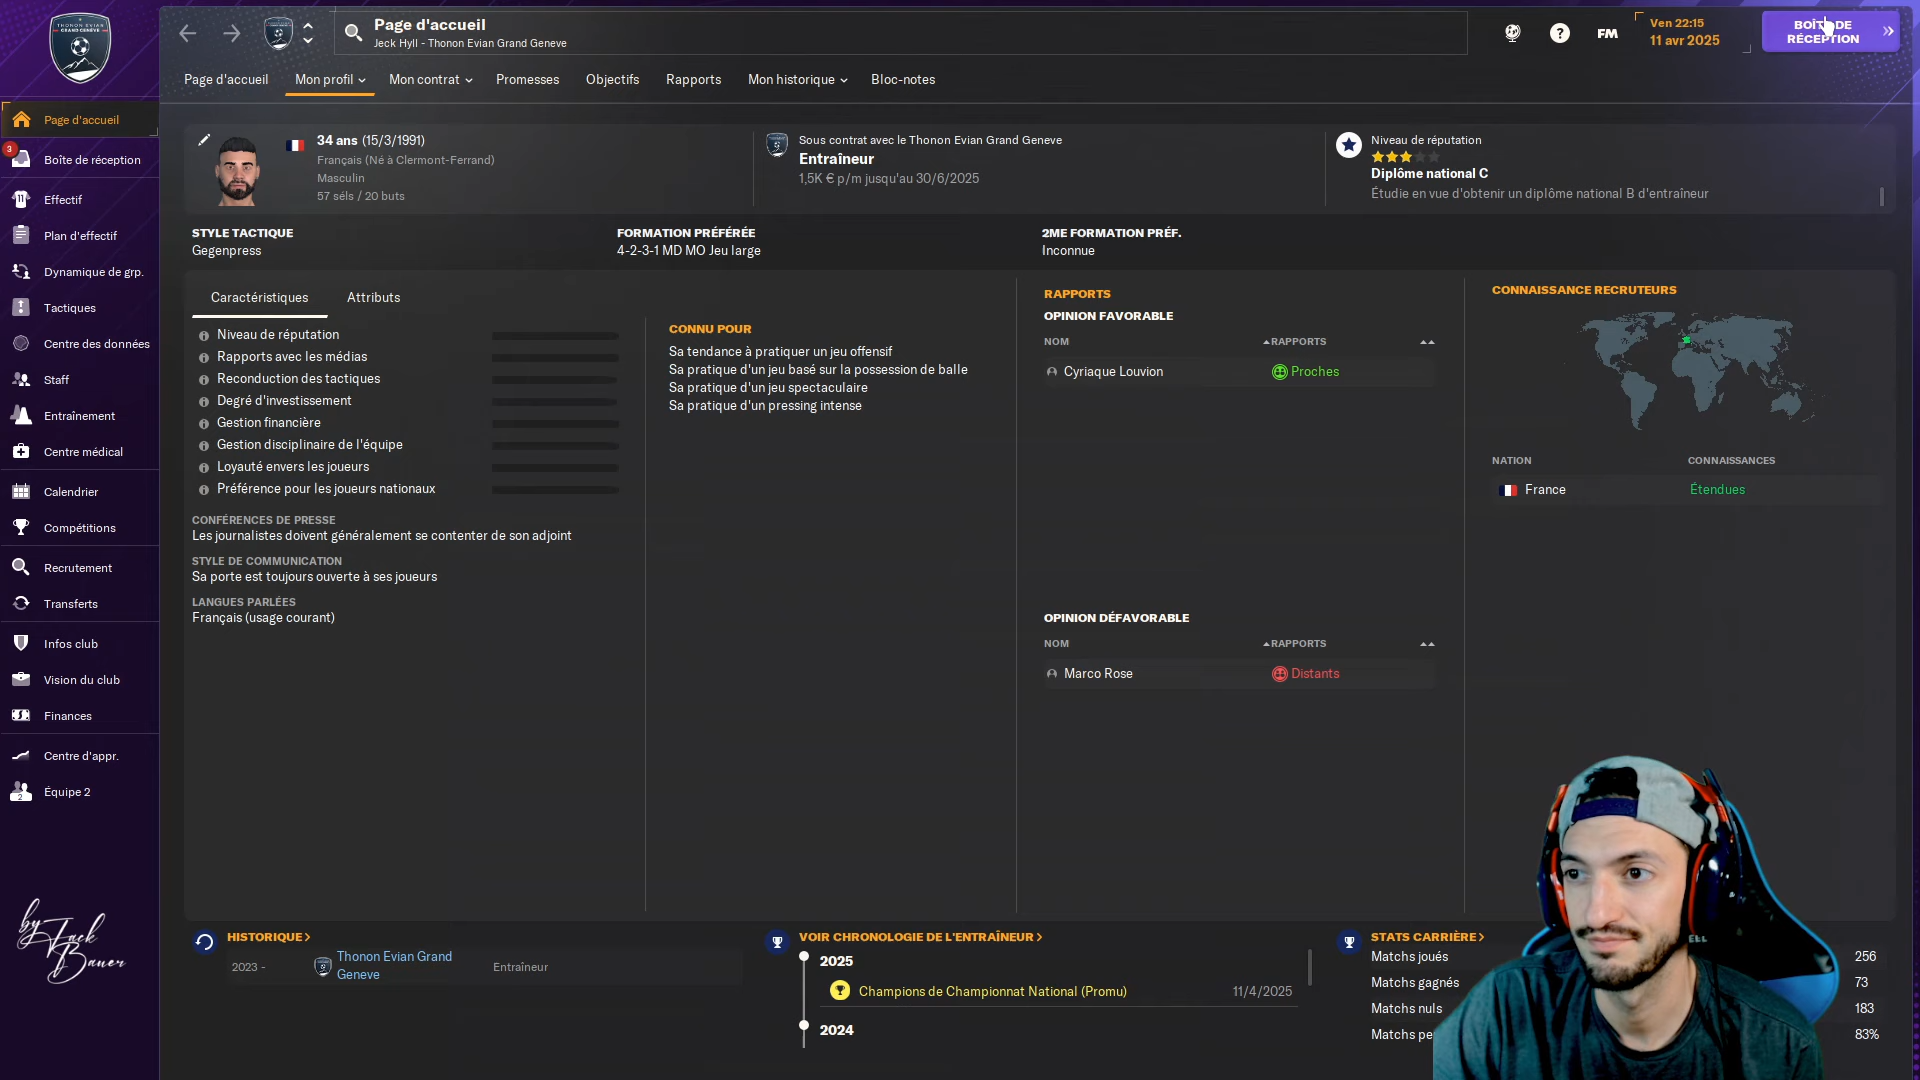 THONON EVIAN
GRAND GENÈVE
Page d'accueil
Jeck Hyll - Thonon Evian Grand Geneve
FM
Ven 22:15
11 avr 2025
RÉCEPTION
Page d'accueil
Mon profil
Mon contrat
Promesses
Objectifs
Rapports
Mon historique
Bloc-notes
Page d'accueil
3
Boîte de réception
11
Effectif
Plan d'effectif
Dynamique de grp.
Tactiques
Centre des données
Staff
Entraînement
Centre médical
Calendrier
Compétitions
Recrutement
Transferts
Infos club
Vision du club
Finances
Centre d'appr.
2
Équipe 2
by Jack
Bauer
34 ans (15/3/1991)
Français (Né à Clermont-Ferrand)
Masculin
57 séls / 20 buts
Sous contrat avec le Thonon Evian Grand Geneve
Entraîneur
1,5K € p/m jusqu'au 30/6/2025
Niveau de réputation
Diplôme national C
Étudie en vue d'obtenir un diplôme national B d'entraîneur
STYLE TACTIQUE
Gegenpress
FORMATION PRÉFÉRÉE
4-2-3-1 MD MO Jeu large
2ME FORMATION PRÉF.
Inconnue
Caractéristiques
Attributs
Niveau de réputation
Rapports avec les médias
Reconduction des tactiques
Degré d'investissement
Gestion financière
Gestion disciplinaire de l'équipe
Loyauté envers les joueurs
Préférence pour les joueurs nationaux
CONFÉRENCES DE PRESSE
Les journalistes doivent généralement se contenter de son adjoint
STYLE DE COMMUNICATION
Sa porte est toujours ouverte à ses joueurs
LANGUES PARLÉES
Français (usage courant)
CONNU POUR
Sa tendance à pratiquer un jeu offensif
Sa pratique d'un jeu basé sur la possession de balle
Sa pratique d'un jeu spectaculaire
Sa pratique d'un pressing intense
RAPPORTS
OPINION FAVORABLE
NOM RAPPORTS
Cyriaque Louvion Proches
OPINION DÉFAVORABLE
NOM RAPPORTS
Marco Rose Distants
CONNAISSANCE RECRUTEURS
NATION CONNAISSANCES
France Étendues
HISTORIQUE
2023 - Thonon Evian Grand Geneve Entraîneur
VOIR CHRONOLOGIE DE L'ENTRAÎNEUR
2025
Champions de Championnat National (Promu) 11/4/2025
2024
STATS CARRIÈRE
Matchs joués 256
Matchs gagnés 73
Matchs nuls 183
Matchs 83%